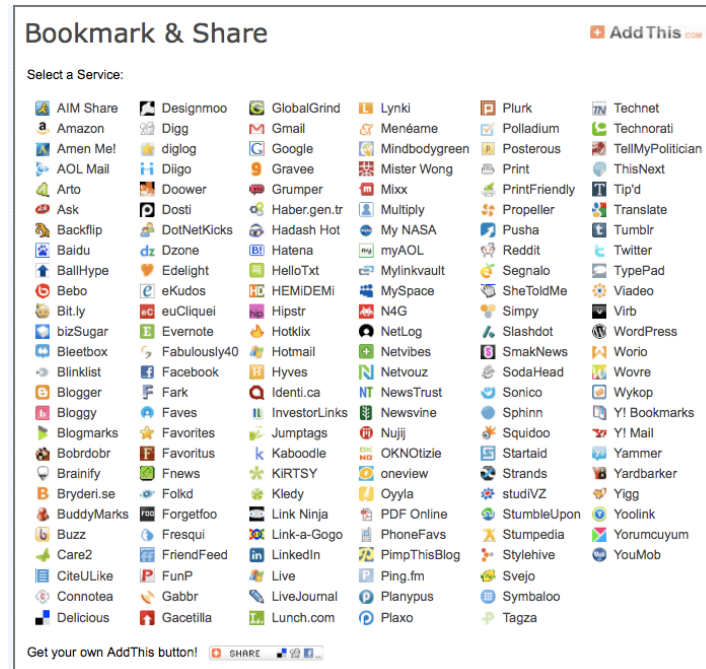 Bookmark & Share
AddThis.com
Select a Service:
AIM Share Designmoo GlobalGrind Lynki Plurk Technet
Amazon Digg Gmail Menéame Polladium Technorati
Amen Me! diglog Google Mindbodygreen Posterous TellMyPolitician
AOL Mail Diigo Gravee Mister Wong Print ThisNext
Arto Doower Grumper Mixx PrintFriendly Tip'd
Ask Dosti Haber.gen.tr Multiply Propeller Translate
Backflip DotNetKicks Hadash Hot My NASA Pusha Tumblr
Baidu Dzone Hatena myAOL Reddit Twitter
BallHype Edelight HelloTxt Mylinkvault Segnalo TypePad
Bebo eKudos HEMiDEMi MySpace SheToldMe Viadeo
Bit.ly euCliquei Hipstr N4G Simpy Virb
bizSugar Evernote Hotklix NetLog Slashdot WordPress
Bleetbox Fabulously40 Hotmail Netvibes SmakNews Worio
Blinklist Facebook Hyves Netvouz SodaHead Wovre
Blogger Fark Identi.ca NewsTrust Sonico Wykop
Bloggy Faves InvestorLinks Newsvine Sphinn Y! Bookmarks
Blogmarks Favorites Jumptags Nujij Squidoo Y! Mail
Bobrdobr Favoritus Kaboodle OKNOtizie Startaid Yammer
Brainify Fnews KiRTSY oneview Strands Yardbarker
Bryderi.se Folkd Kledy Oyyla studiVZ Yigg
BuddyMarks Forgetfoo Link Ninja PDF Online StumbleUpon Yoolink
Buzz Fresqui Link-a-Gogo PhoneFavs Stumpedia Yorumcuyum
Care2 FriendFeed LinkedIn PimpThisBlog Stylehive YouMob
CiteULike FunP Live Ping.fm Svejo
Connotea Gabbr LiveJournal Planypus Symbaloo
Delicious Gacetilla Lunch.com Plaxo Tagza
Get your own AddThis button! SHARE